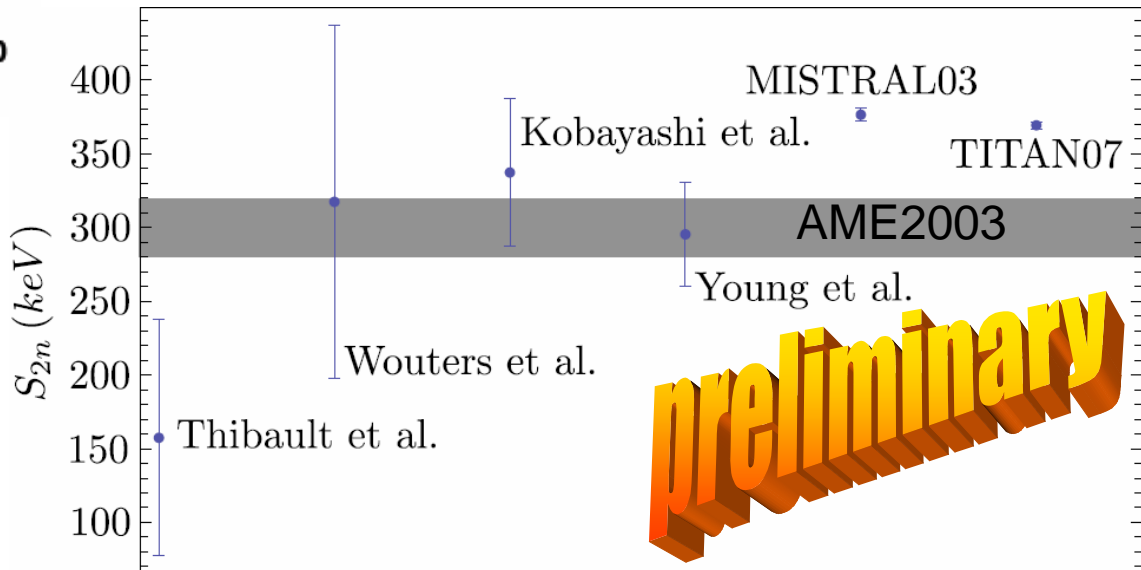 400
350
300
250
200
150
100
S2n (keV)
MISTRAL03
Kobayashi et al.
TITAN07
AME2003
Young et al.
Wouters et al.
Thibault et al.
preliminary